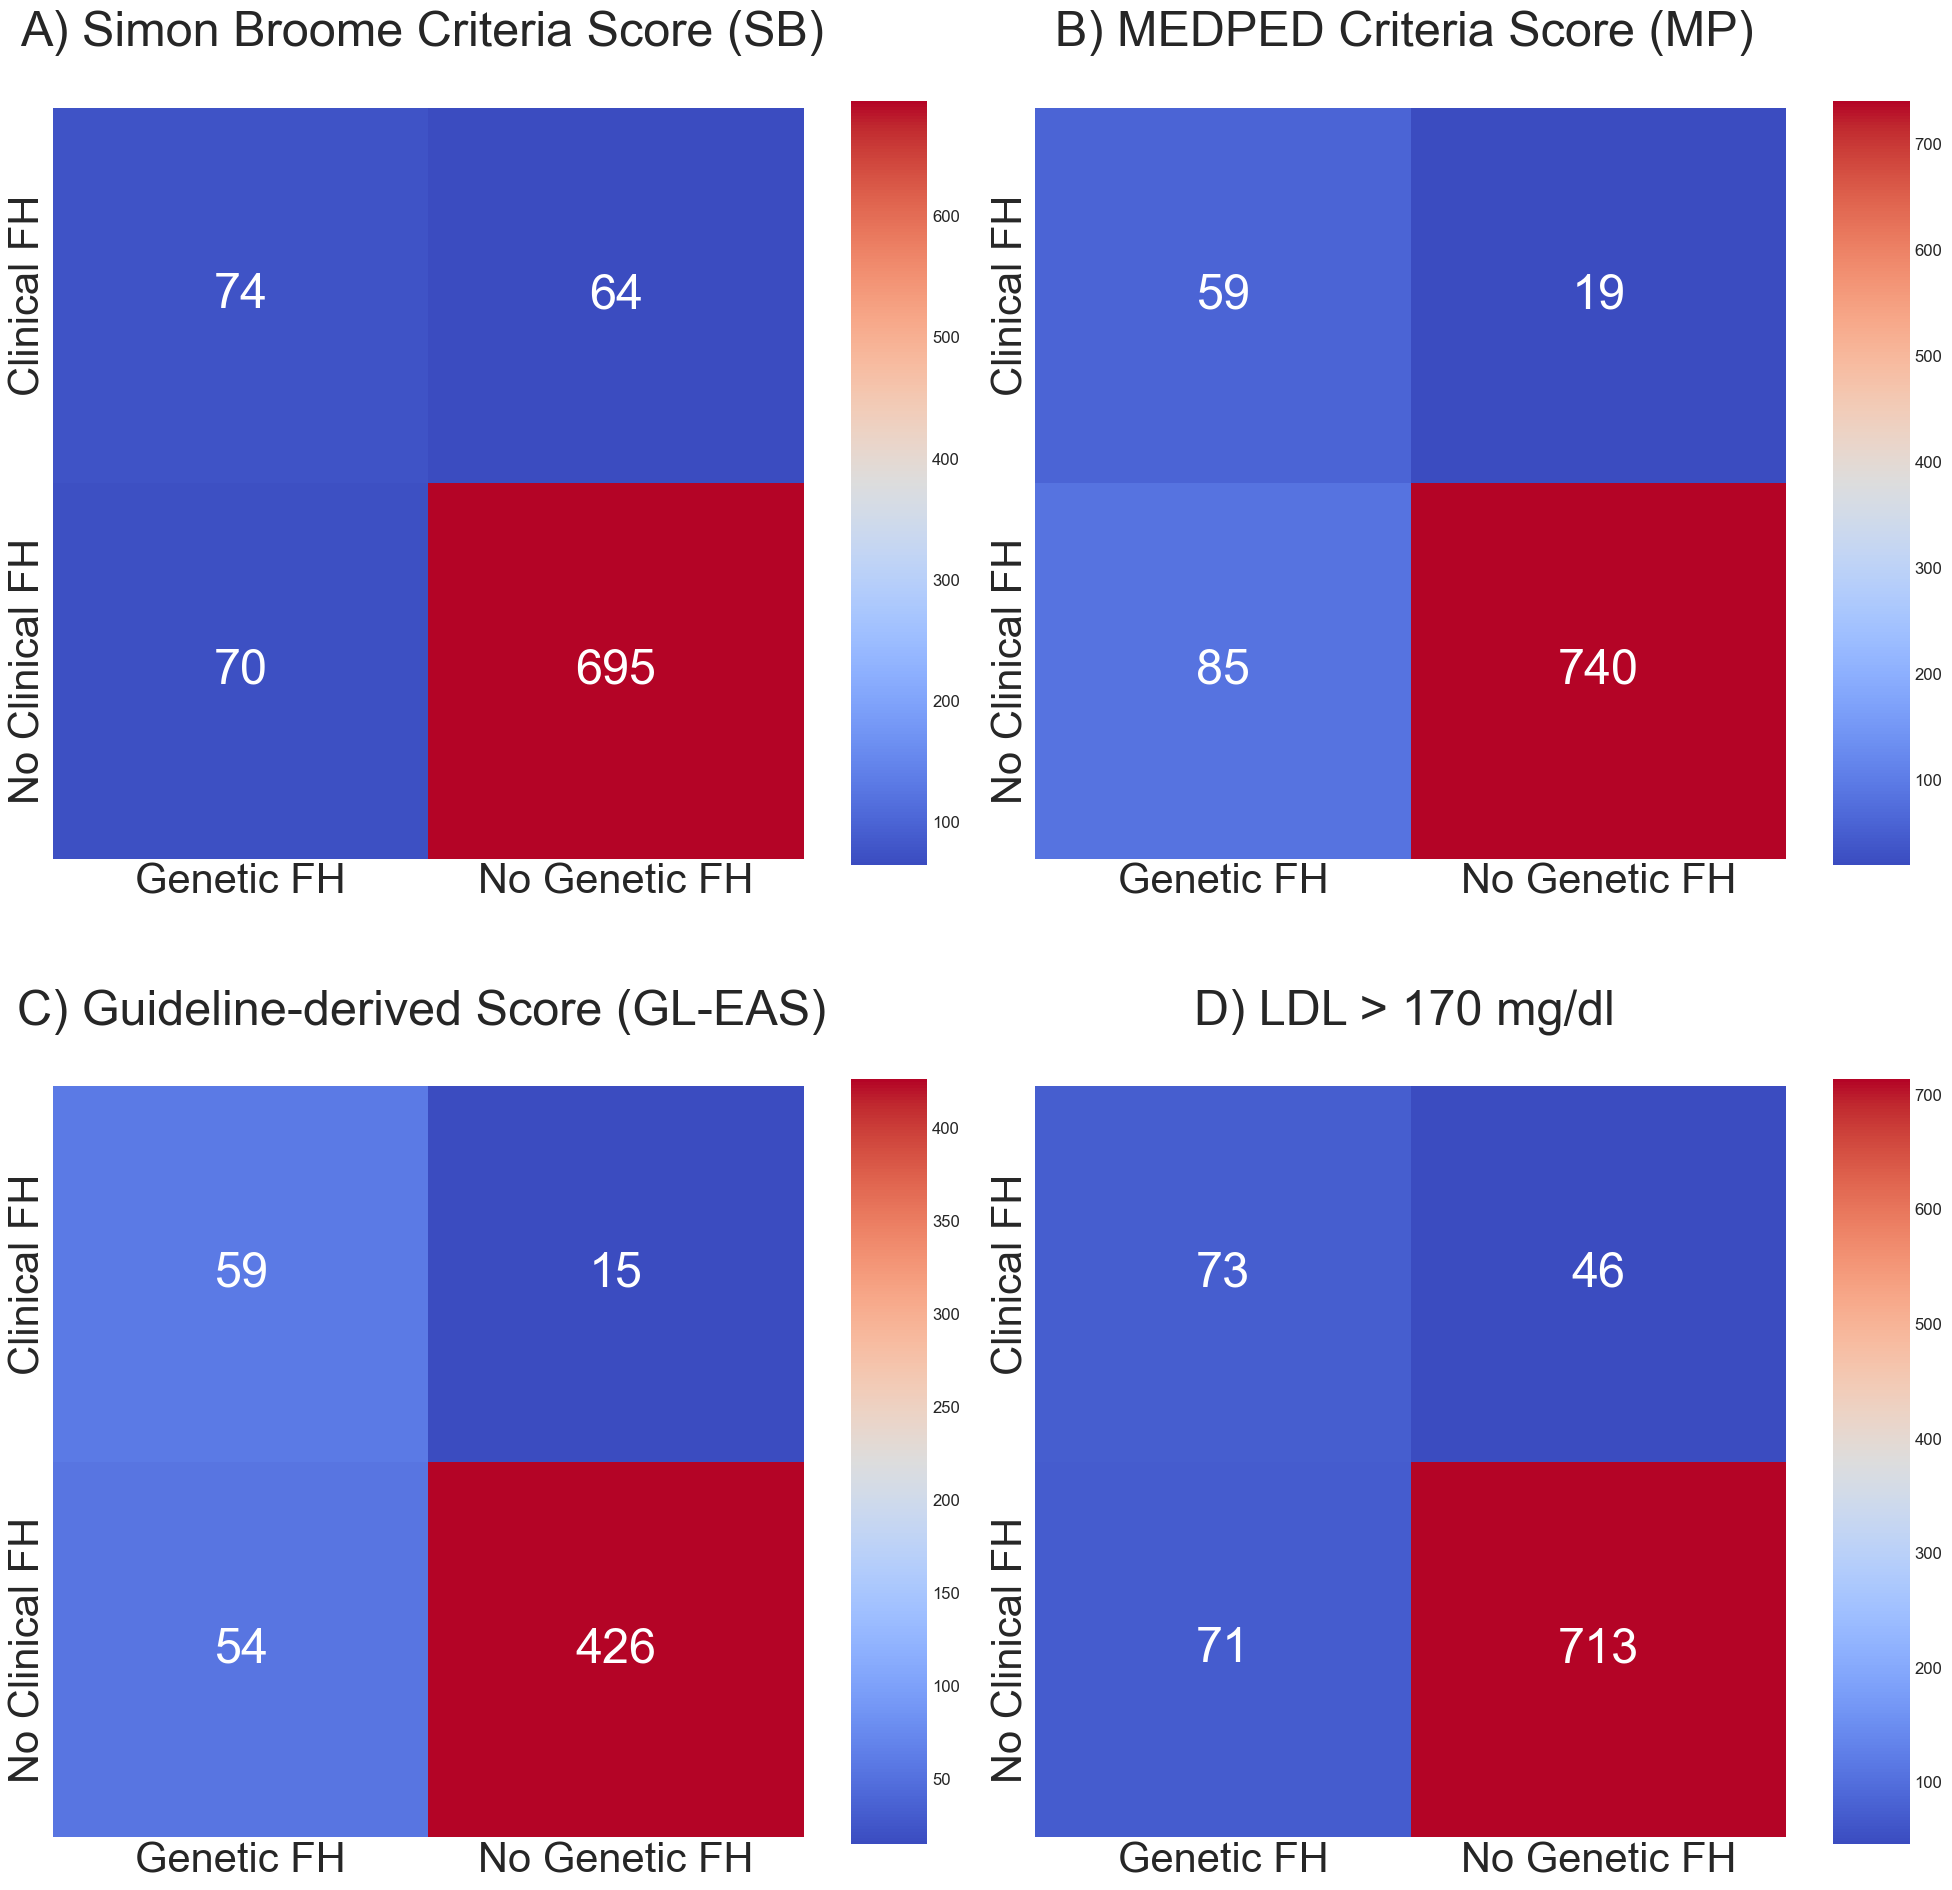 A) Simon Broome Criteria Score (SB)
Clinical FH
No Clinical FH
74
64
70
695
Genetic FH
No Genetic FH
600
500
400
300
200
100
B) MEDPED Criteria Score (MP)
Clinical FH
No Clinical FH
59
19
85
740
Genetic FH
No Genetic FH
700
600
500
400
300
200
100
C) Guideline-derived Score (GL-EAS)
Clinical FH
No Clinical FH
59
15
54
426
Genetic FH
No Genetic FH
400
350
300
250
200
150
100
50
D) LDL > 170 mg/dl
Clinical FH
No Clinical FH
73
46
71
713
Genetic FH
No Genetic FH
700
600
500
400
300
200
100